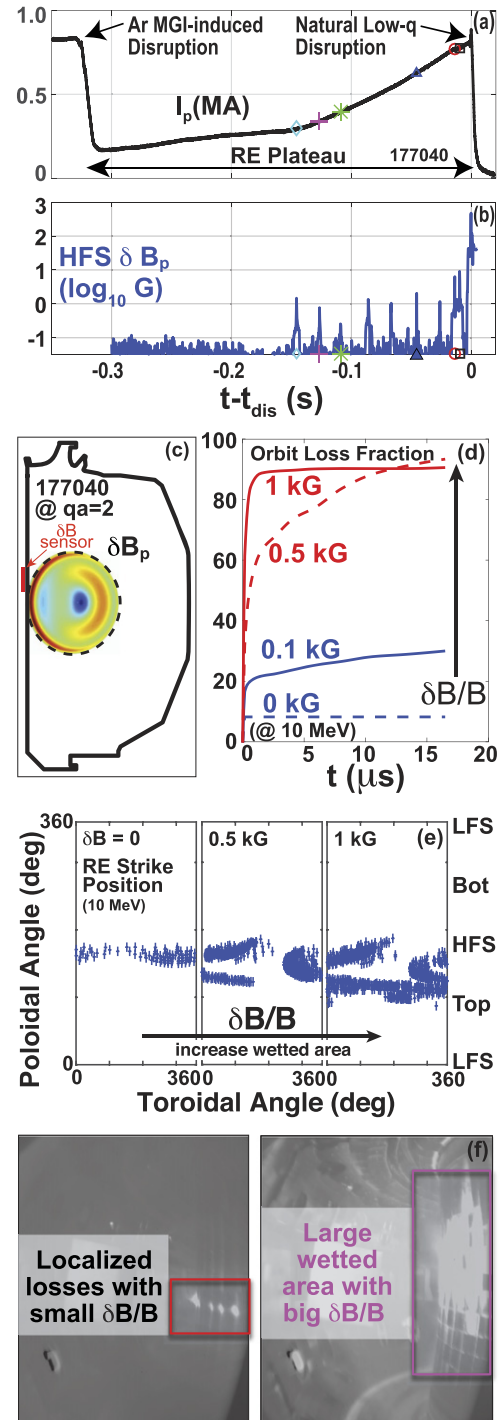 (a)
Ar MGI-induced
Disruption
Natural Low-q
Disruption
1.0
0.5
0
Iₚ(MA)
RE Plateau
177040
(b)
3
2
1
0
-1
HFS δ Bₚ
(log₁₀ G)
-0.3
-0.2
-0.1
0
t-t_dis (s)
(c)
177040
@ qa=2
δB
sensor
δBₚ
(d)
Orbit Loss Fraction
100
80
60
40
20
0
1 kG
0.5 kG
0.1 kG
0 kG
(@ 10 MeV)
δB/B
0
5
10
15
20
t (μs)
(e)
360
0
Poloidal Angle (deg)
δB = 0
0.5 kG
1 kG
RE Strike
Position
(10 MeV)
LFS
Bot
HFS
Top
LFS
δB/B
increase wetted area
0
3600
3600
360
Toroidal Angle (deg)
(f)
Localized
losses with
small δB/B
Large
wetted
area with
big δB/B